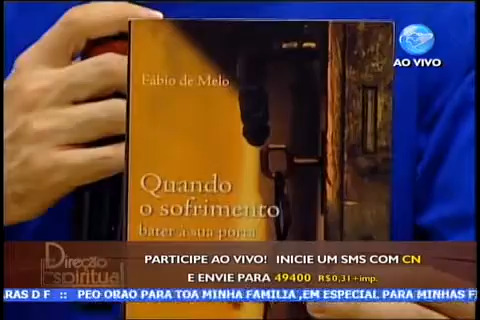 AO VIVO
Fábio de Melo
Quando
o sofrimento
bater à sua porta
Direção
Espiritual
PARTICIPE AO VIVO! INICIE UM SMS COM CN
E ENVIE PARA 49400 R$0,31+imp.
ARAS D F :: PEO ORAO PARA TOA MINHA FAMILIA ,EM ESPECIAL PARA MINHAS F